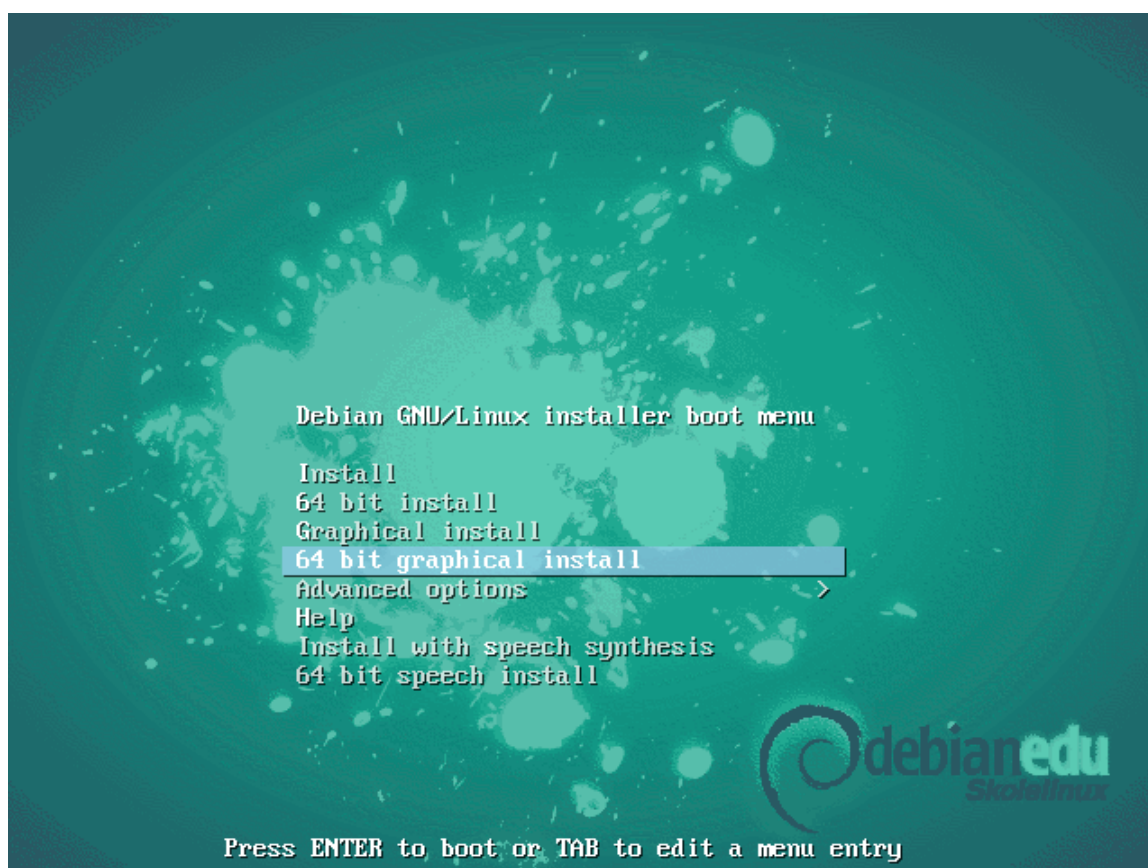 Debian GNU/Linux installer boot menu
Install
64 bit install
Graphical install
64 bit graphical install
Advanced options >
Help
Install with speech synthesis
64 bit speech install
debianedu
Skolelinux
Press ENTER to boot or TAB to edit a menu entry